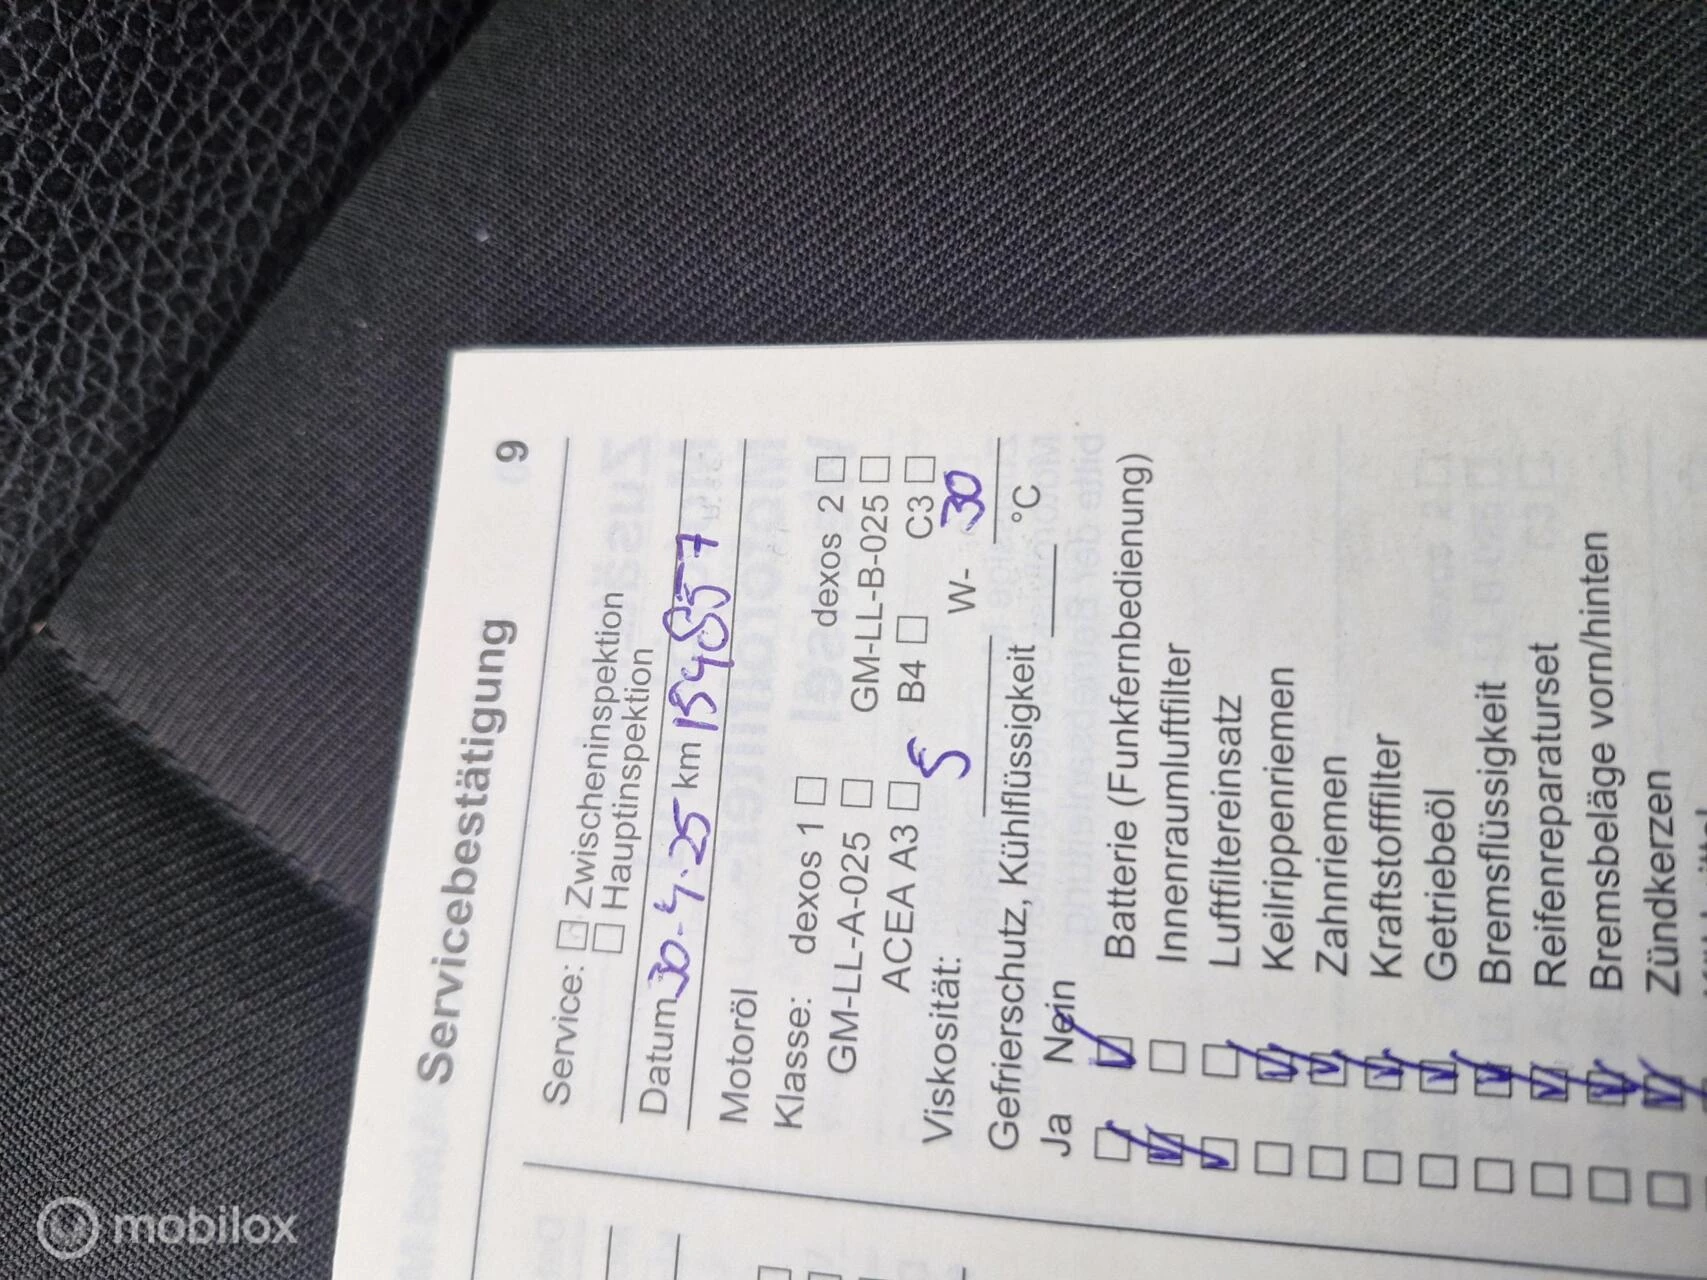 Servicebestätigung 9
Service: ☐ Zwischeninspektion
☐ Hauptinspektion
Datum 30-4.25 km 154857
Motoröl
Klasse: dexos 1 ☐ dexos 2 ☐
GM-LL-A-025 ☐ GM-LL-B-025 ☐
ACEA A3 ☐ B4 ☐ C3 ☐
Viskosität: 5 W- 30
Gefrierschutz, Kühlflüssigkeit °C
Ja Nein
☐ ☑ Batterie (Funkfernbedienung)
☑ ☐ Innenraumluftfilter
☑ ☐ Luftfiltereinsatz
☐ ☑ Keilrippenriemen
☐ ☑ Zahnriemen
☐ ☑ Kraftstofffilter
☐ ☑ Getriebeöl
☐ ☑ Bremsflüssigkeit
☐ ☑ Reifenreparaturset
☐ ☑ Bremsbeläge vorn/hinten
☐ ☑ Zündkerzen
mobilox